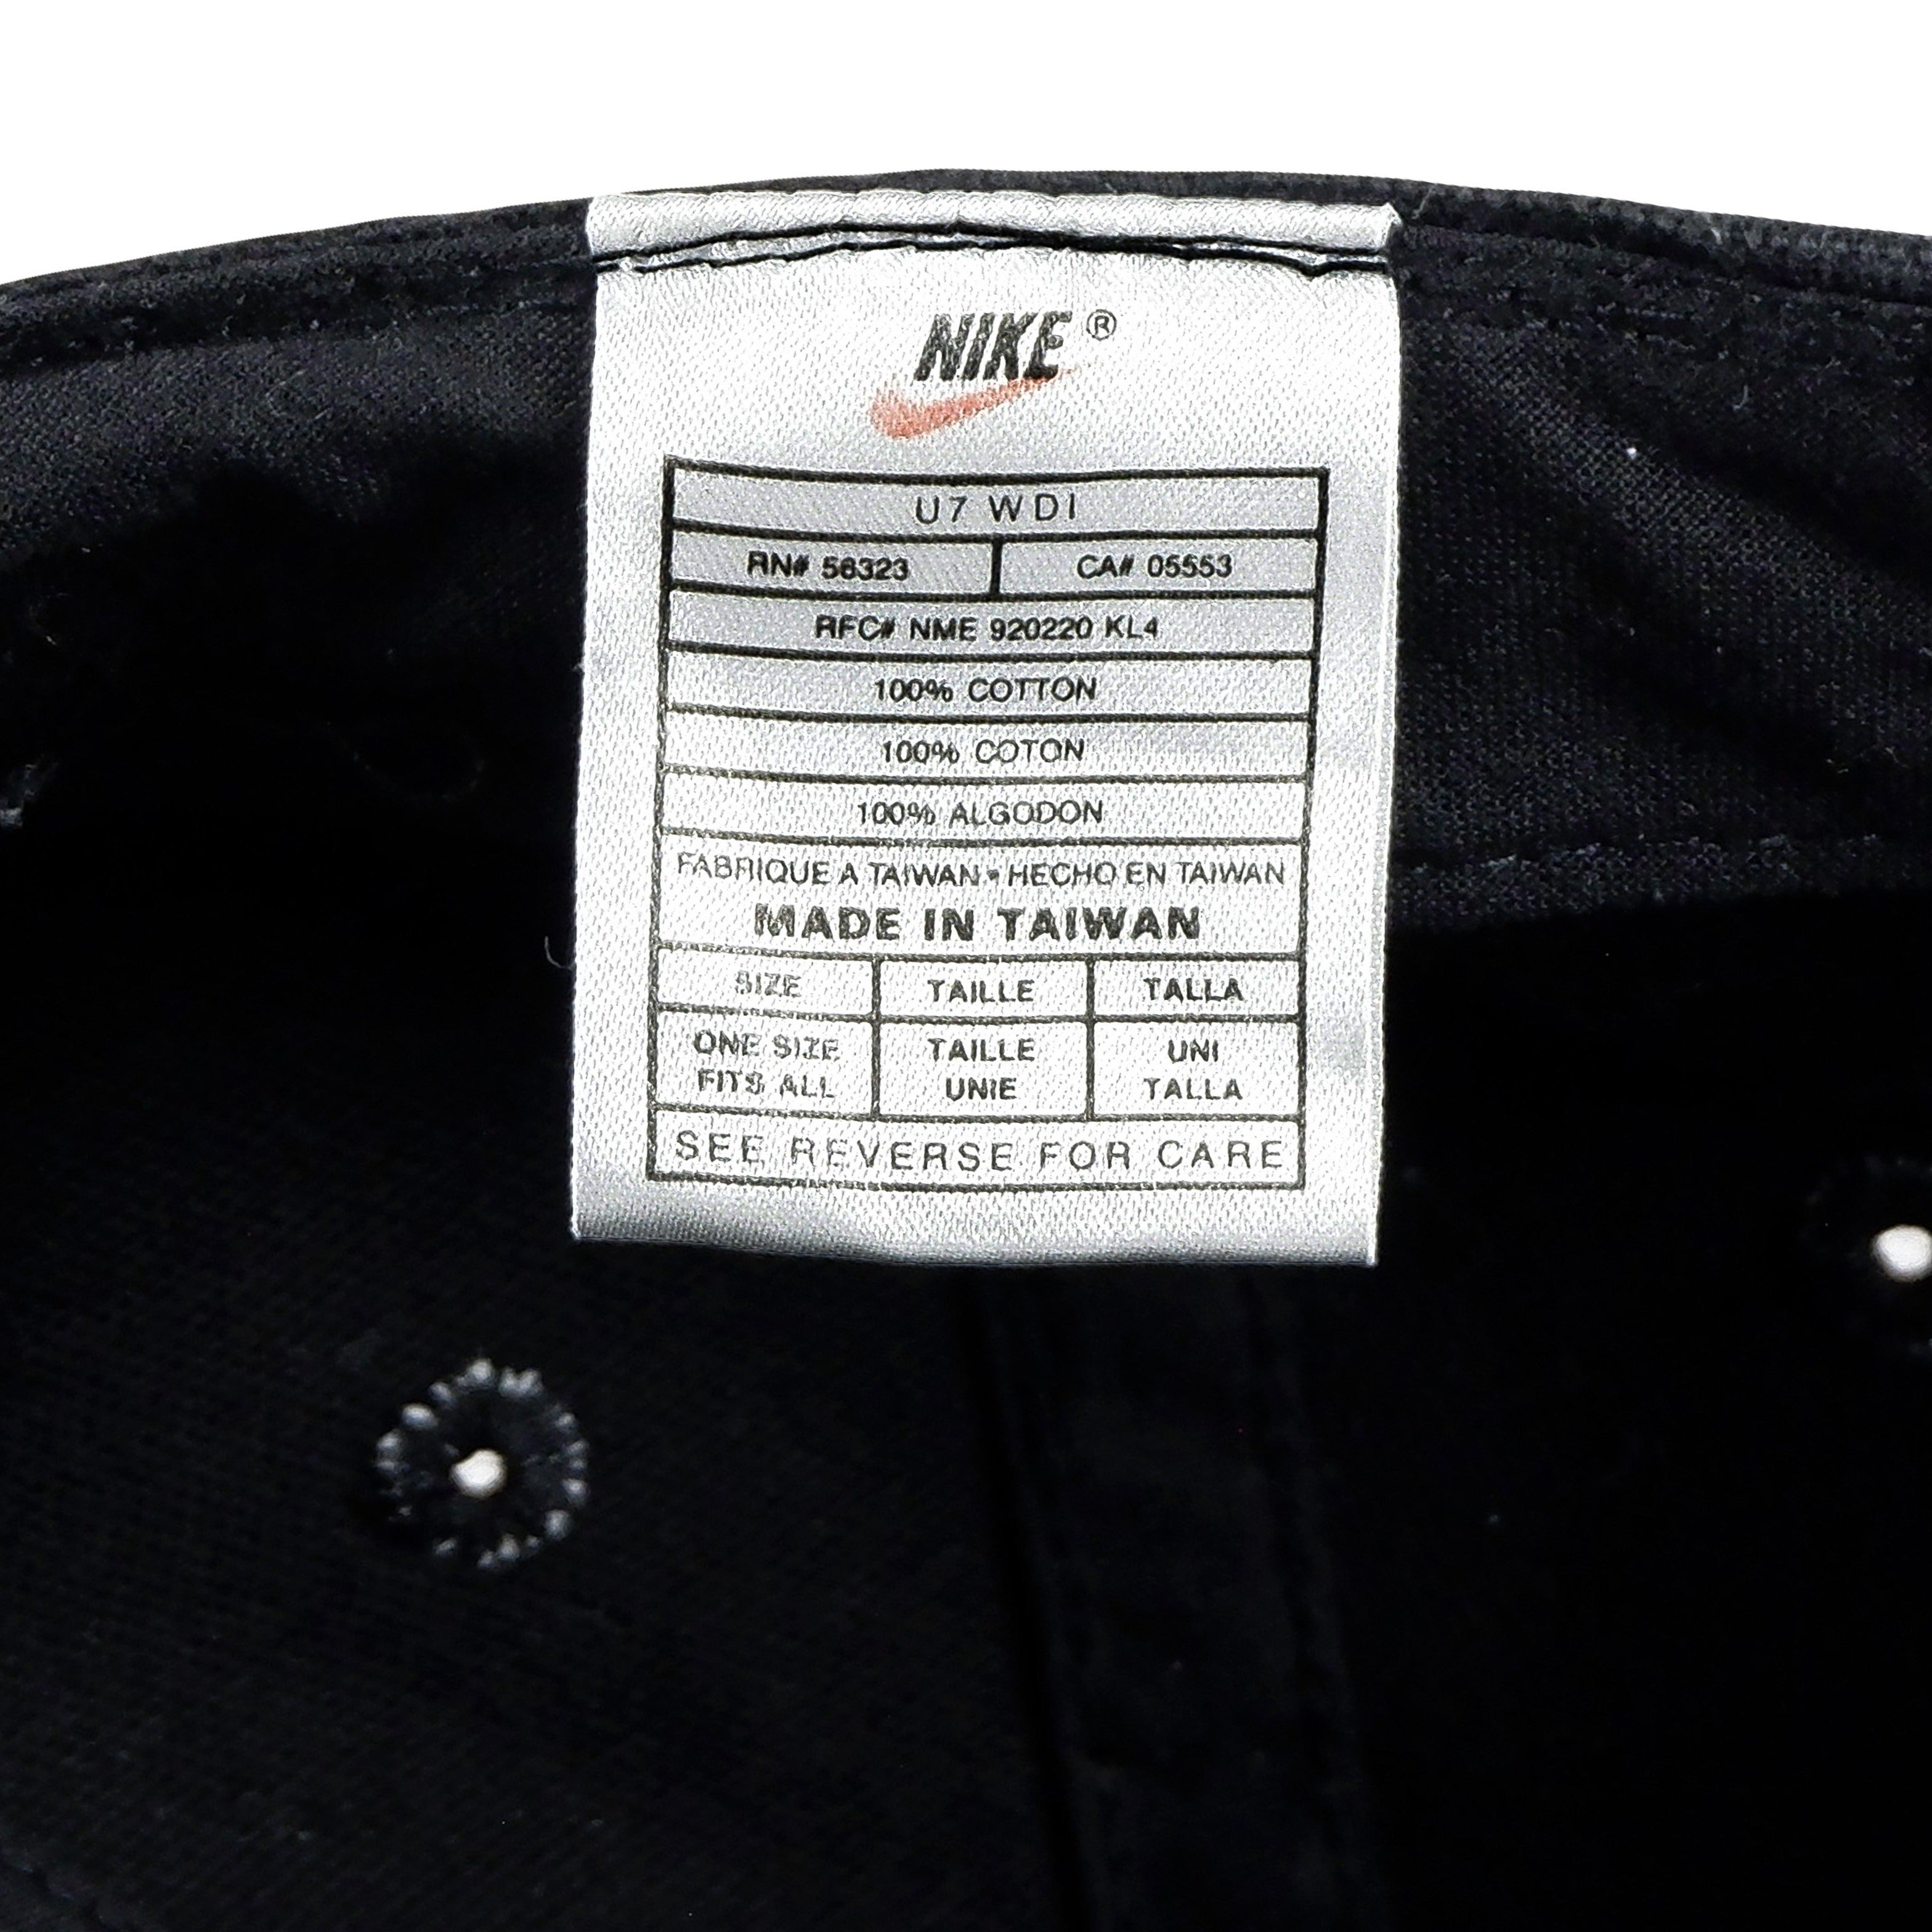 NIKE®
U7 WDI
RN# 56323 CA# 05553
RFC# NME 920220 KL4
100% COTTON
100% COTON
100% ALGODON
FABRIQUE A TAIWAN • HECHO EN TAIWAN
MADE IN TAIWAN
SIZE TAILLE TALLA
ONE SIZE FITS ALL TAILLE UNIE UNI TALLA
SEE REVERSE FOR CARE